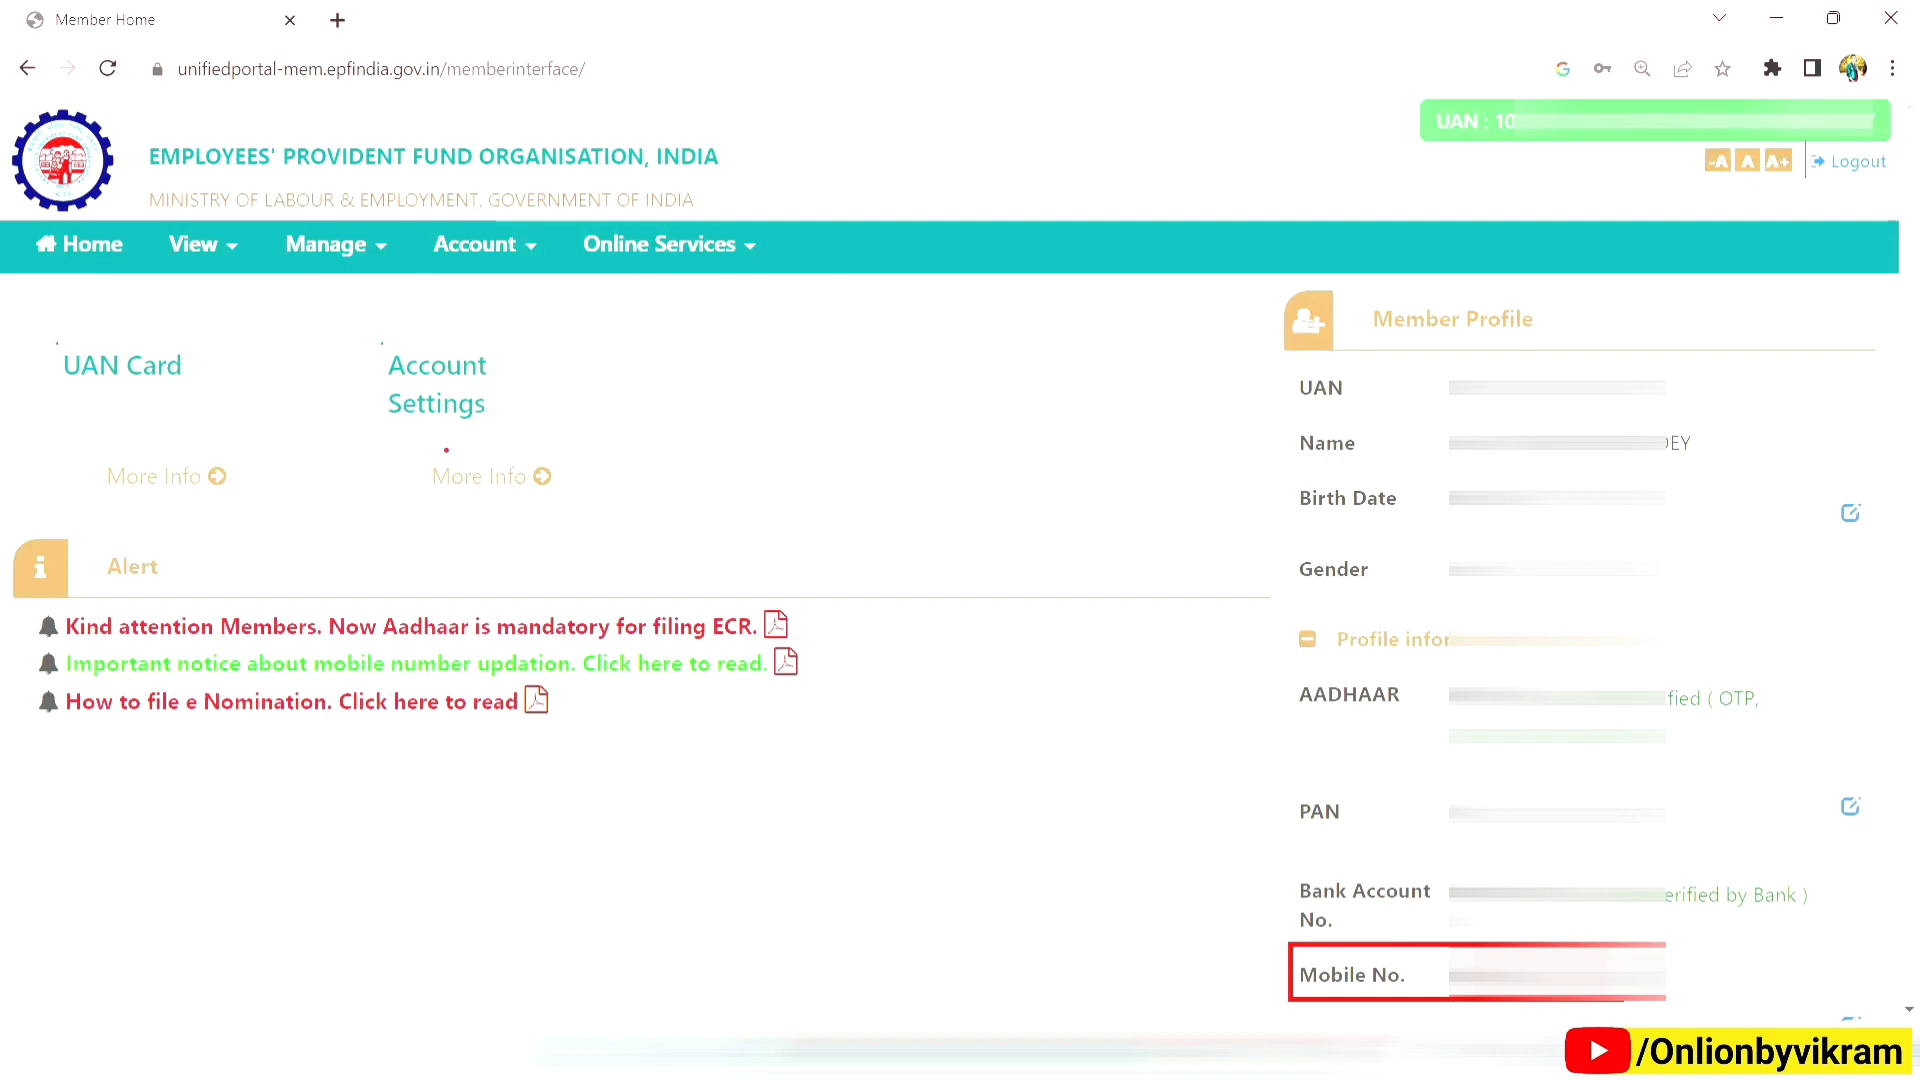 Member Home
unifiedportal-mem.epfindia.gov.in/memberinterface/
UAN : 10
EMPLOYEES' PROVIDENT FUND ORGANISATION, INDIA
-A A A+ Logout
MINISTRY OF LABOUR & EMPLOYMENT, GOVERNMENT OF INDIA
Home View Manage Account Online Services
UAN Card
Account
Settings
More Info
More Info
Alert
Kind attention Members. Now Aadhaar is mandatory for filing ECR.
Important notice about mobile number updation. Click here to read.
How to file e Nomination. Click here to read
Member Profile
UAN
Name
Birth Date
Gender
Profile
AADHAAR ( OTP,
PAN
Bank Account by Bank )
No.
Mobile No.
/Onlionbyvikram